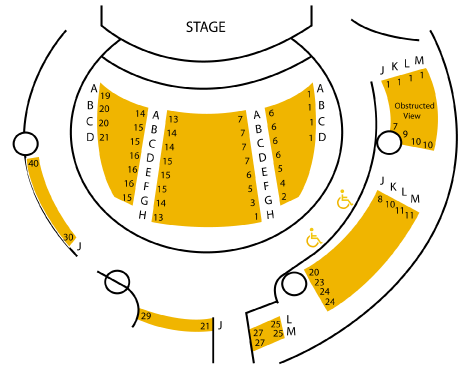 STAGE
J K L M
1 1 1 1
Obstructed
View
7 9 10 10
A 19 1 A
B 20 1 B
C 20 1 C
D 21 1 D
14 A 13 7 A 6
15 B 14 7 B 6
15 C 14 7 C 6
15 D 15 7 D 6
16 E 15 6 E 5
16 F 15 5 F 4
15 G 14 3 G 2
H 13 1 H
40
30 J
J K L M
8 10 11 11
20
23
24
24
29 21 J
25 L
27 25 M
27